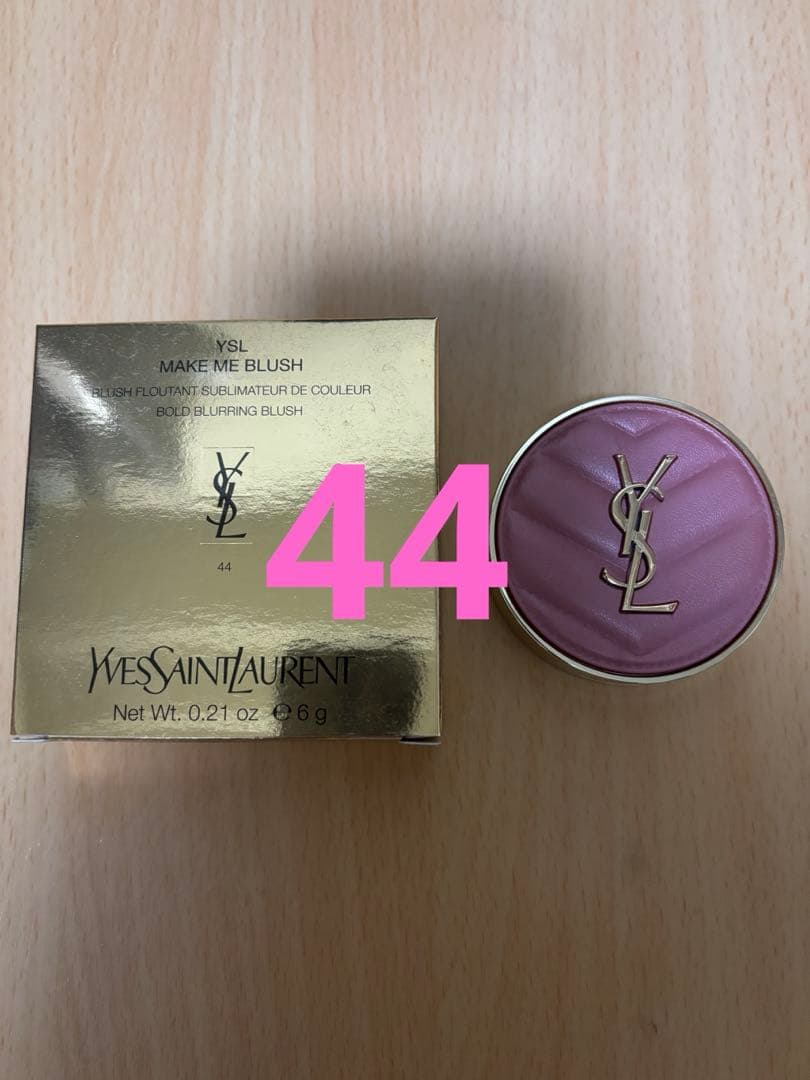 YSL
MAKE ME BLUSH
BLUSH FLOUTANT SUBLIMATEUR DE COULEUR
BOLD BLURRING BLUSH
YSL
44
44
YVESSAINTLAURENT
Net Wt. 0.21 oz ℮ 6 g
YSL